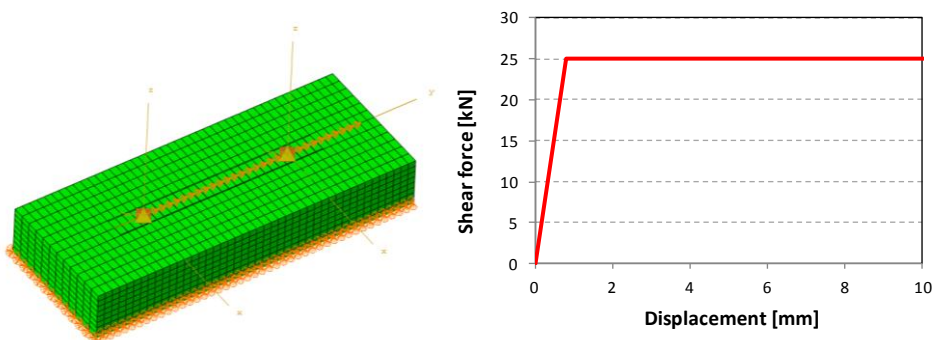 z
z
y
x
x
Shear force [kN]
30
25
20
15
10
5
0
0 2 4 6 8 10
Displacement [mm]